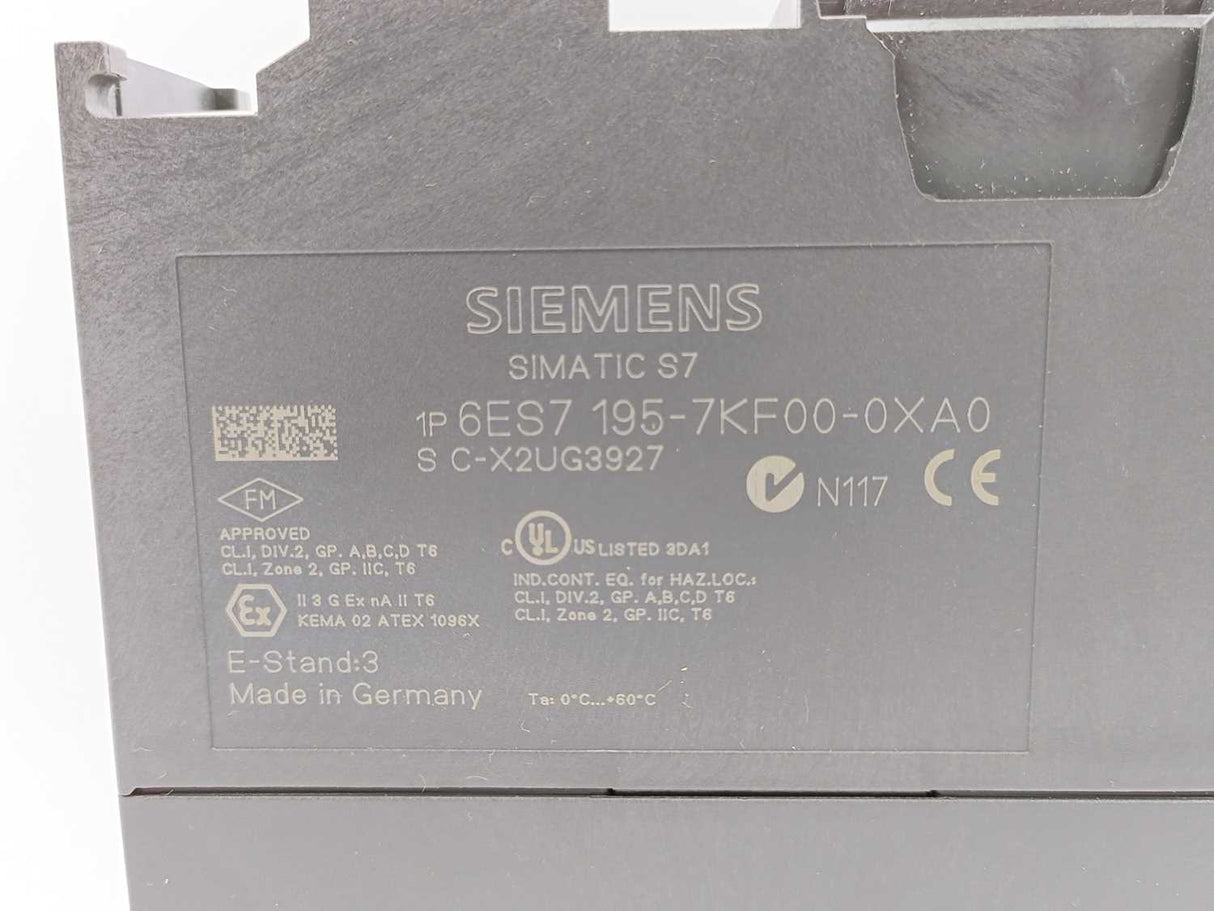 SIEMENS
SIMATIC S7
1P 6ES7 195-7KF00-0XA0
S C-X2UG3927
N117 CE
FM
APPROVED
CL.I, DIV.2, GP. A,B,C,D T6
CL.I, Zone 2, GP. IIC, T6
C UL US LISTED 3DA1
IND.CONT. EQ. for HAZ.LOC.:
CL.I, DIV.2, GP. A,B,C,D T6
CL.I, Zone 2, GP. IIC, T6
Ex II 3 G Ex nA II T6
KEMA 02 ATEX 1096X
E-Stand:3
Made in Germany
Ta: 0°C...+60°C